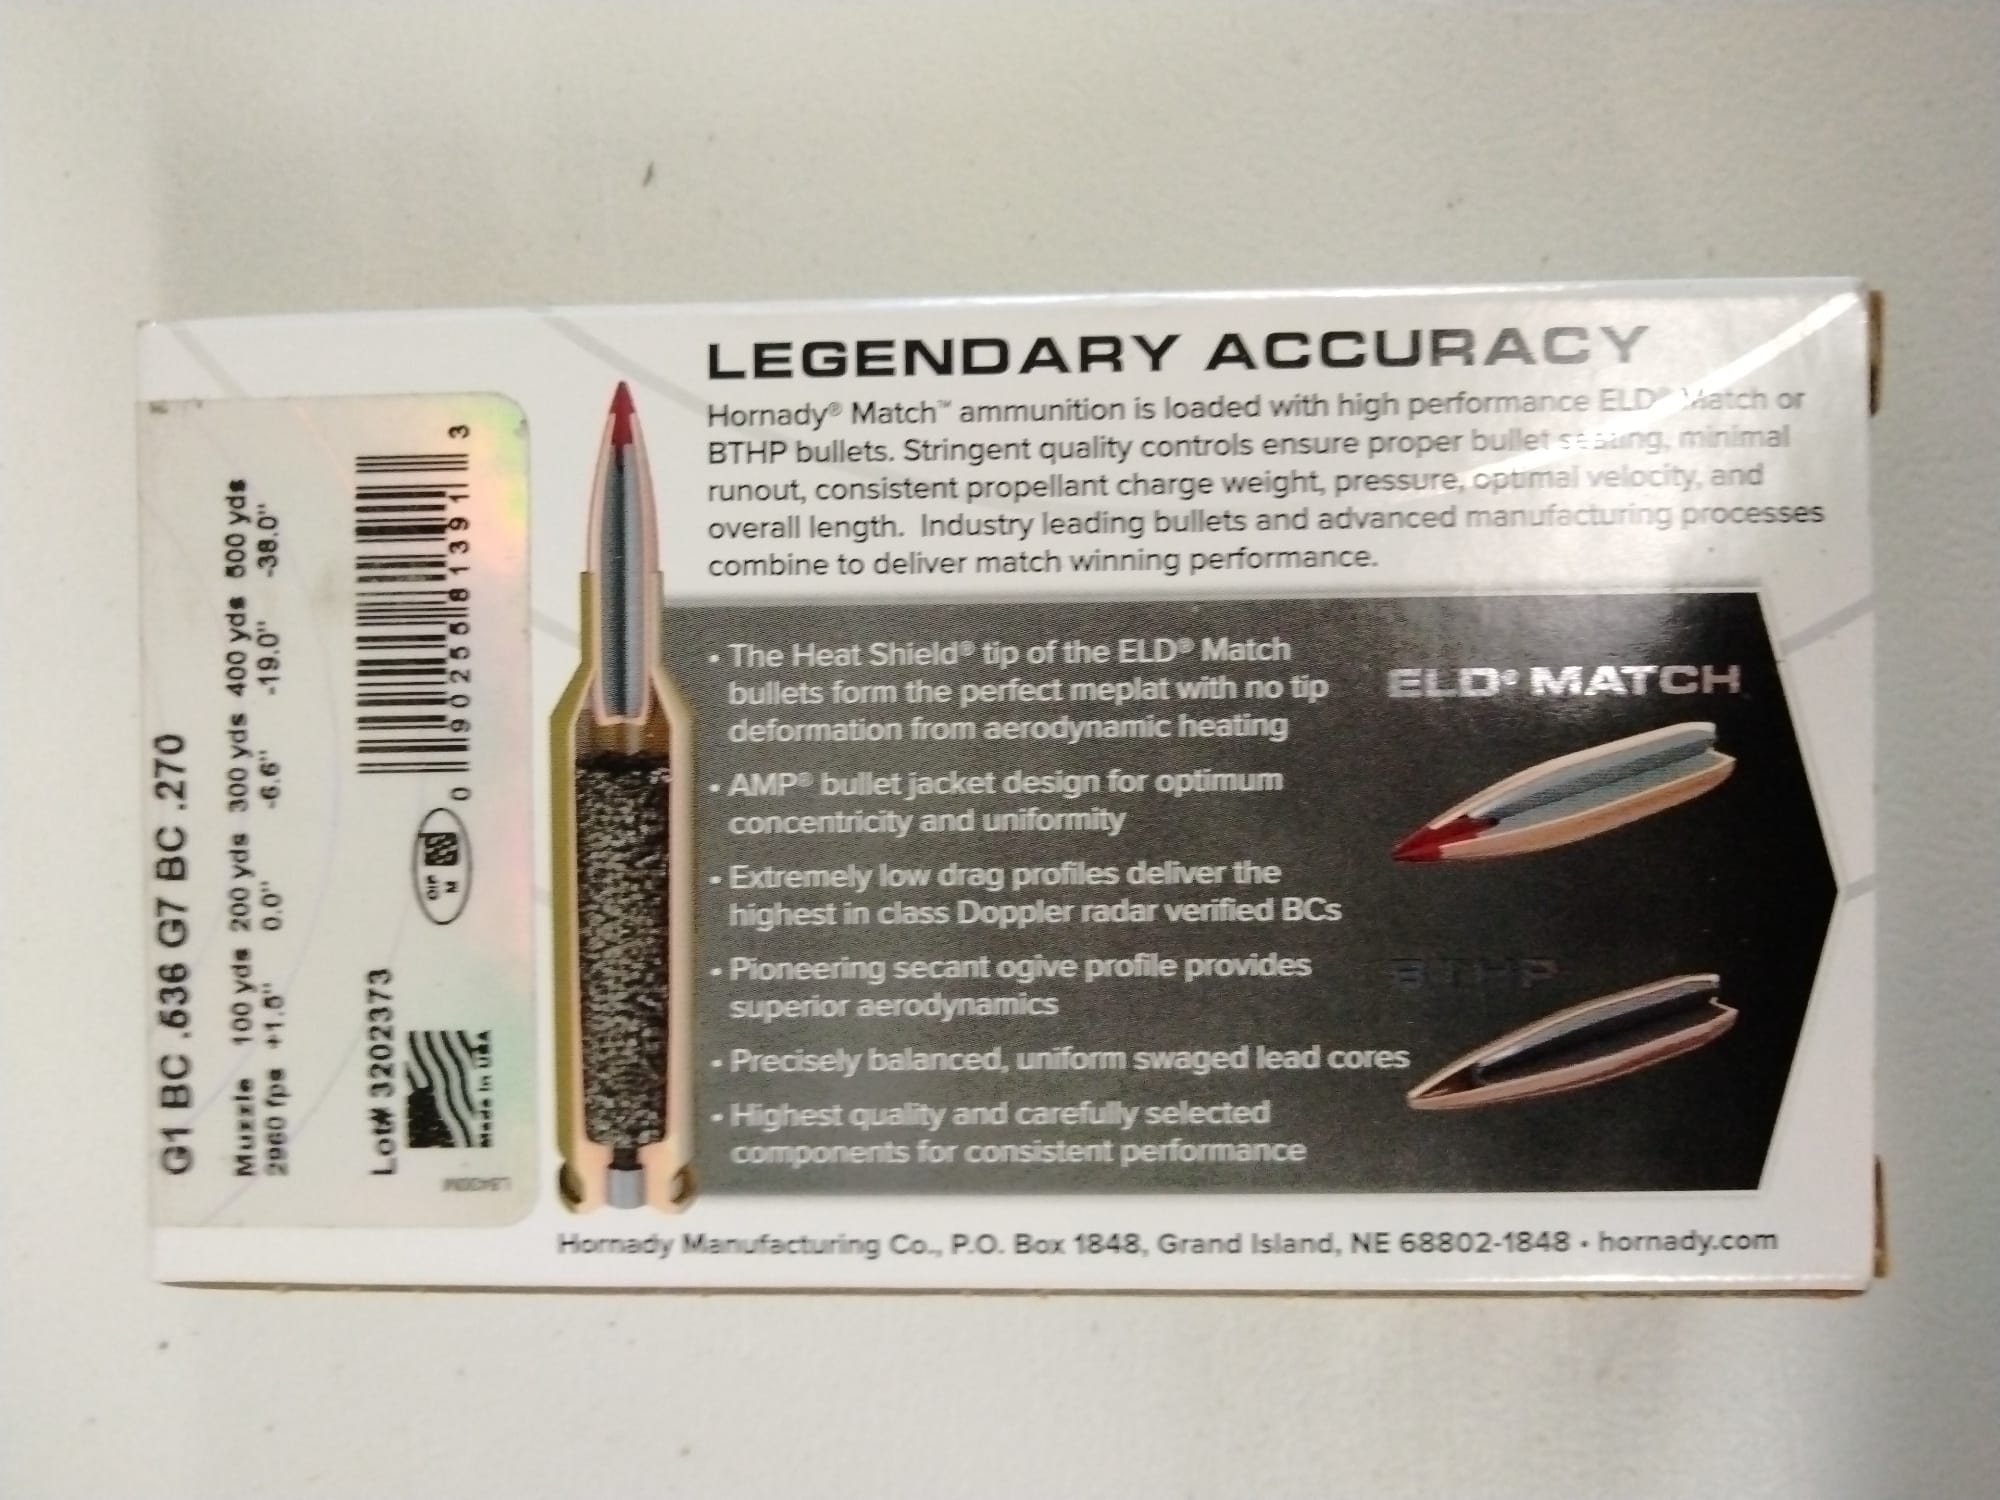 LEGENDARY ACCURACY
Hornady® Match™ ammunition is loaded with high performance ELD® Match or
BTHP bullets. Stringent quality controls ensure proper bullet seating, minimal
runout, consistent propellant charge weight, pressure, optimal velocity, and
overall length. Industry leading bullets and advanced manufacturing processes
combine to deliver match winning performance.
• The Heat Shield® tip of the ELD® Match
bullets form the perfect meplat with no tip
deformation from aerodynamic heating
• AMP® bullet jacket design for optimum
concentricity and uniformity
• Extremely low drag profiles deliver the
highest in class Doppler radar verified BCs
• Pioneering secant ogive profile provides
superior aerodynamics
• Precisely balanced, uniform swaged lead cores
• Highest quality and carefully selected
components for consistent performance
ELD® MATCH
BTHP
Hornady Manufacturing Co., P.O. Box 1848, Grand Island, NE 68802-1848 • hornady.com
G1 BC .536 G7 BC .270
Muzzle 100 yds 200 yds 300 yds 400 yds 500 yds
2960 fps +1.5" 0.0" -6.6" -19.0" -38.0"
Lot# 3202373
Made in USA
CIP
M
0 90255 81391 3